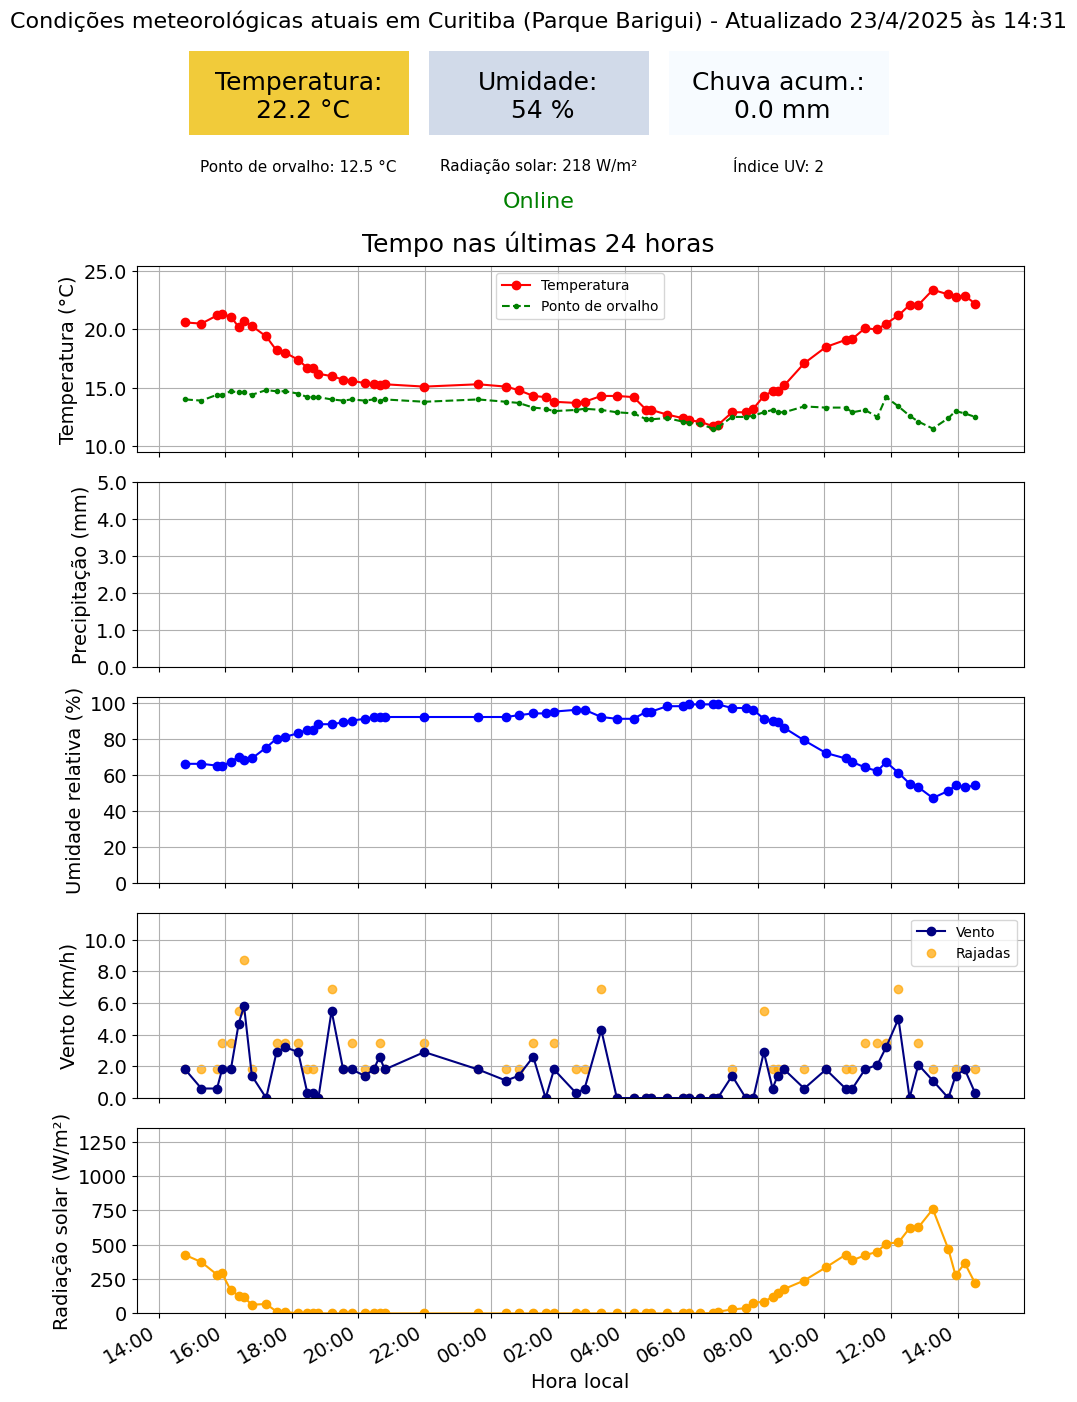 Condições meteorológicas atuais em Curitiba (Parque Barigui) - Atualizado 23/4/2025 às 14:31
Temperatura:
22.2 °C
Umidade:
54 %
Chuva acum.:
0.0 mm
Ponto de orvalho: 12.5 °C
Radiação solar: 218 W/m²
Índice UV: 2
Online
Tempo nas últimas 24 horas
Temperatura (°C)
25.0
20.0
15.0
10.0
Temperatura
Ponto de orvalho
Precipitação (mm)
5.0
4.0
3.0
2.0
1.0
0.0
Umidade relativa (%)
100
80
60
40
20
0
Vento (km/h)
10.0
8.0
6.0
4.0
2.0
0.0
Vento
Rajadas
Radiação solar (W/m²)
1250
1000
750
500
250
0
14:00
16:00
18:00
20:00
22:00
00:00
02:00
04:00
06:00
08:00
10:00
12:00
14:00
Hora local